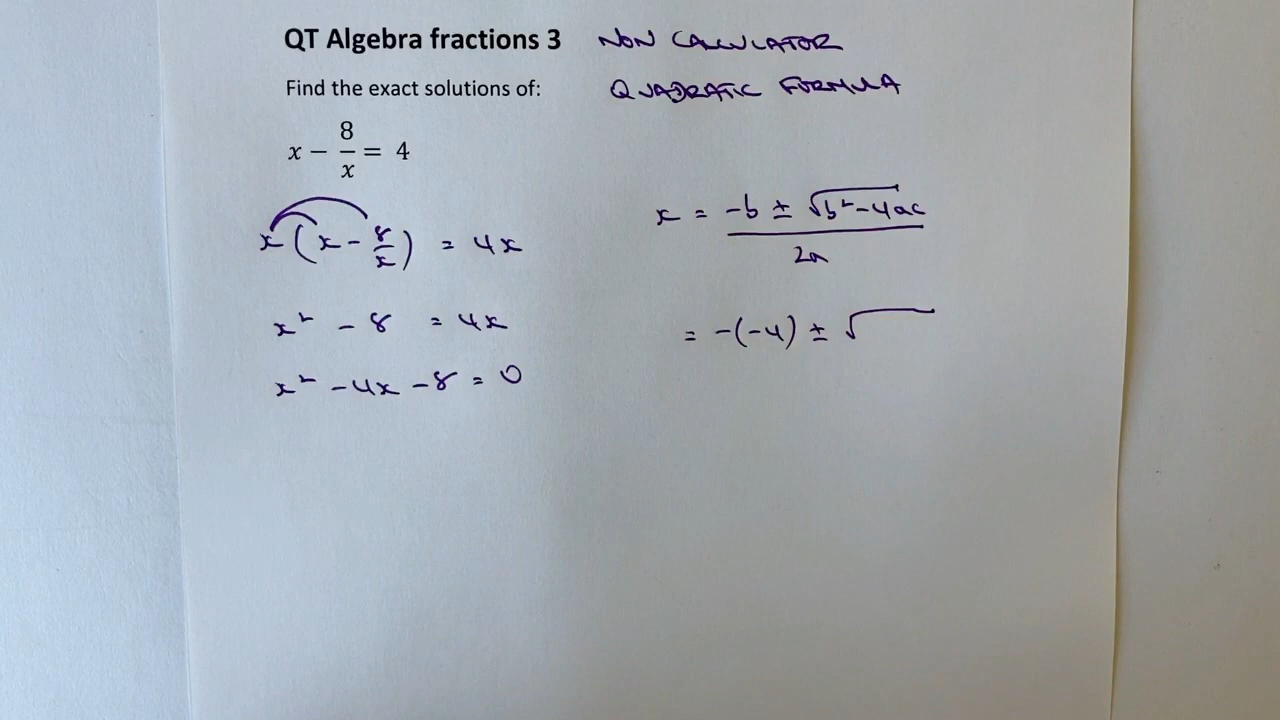 QT Algebra fractions 3 NON CALCULATOR
Find the exact solutions of: QUADRATIC FORMULA
x - 8/x = 4
x(x - 8/x) = 4x
x² - 8 = 4x
x² - 4x - 8 = 0
x = -b ± √b² - 4ac / 2a
= -(-4) ± √